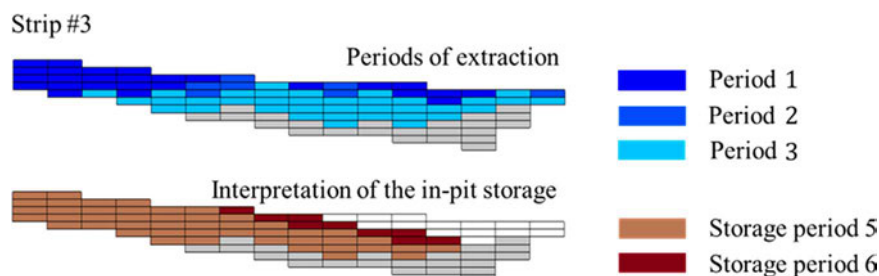 Strip #3
Periods of extraction
Period 1
Period 2
Period 3
Interpretation of the in-pit storage
Storage period 5
Storage period 6